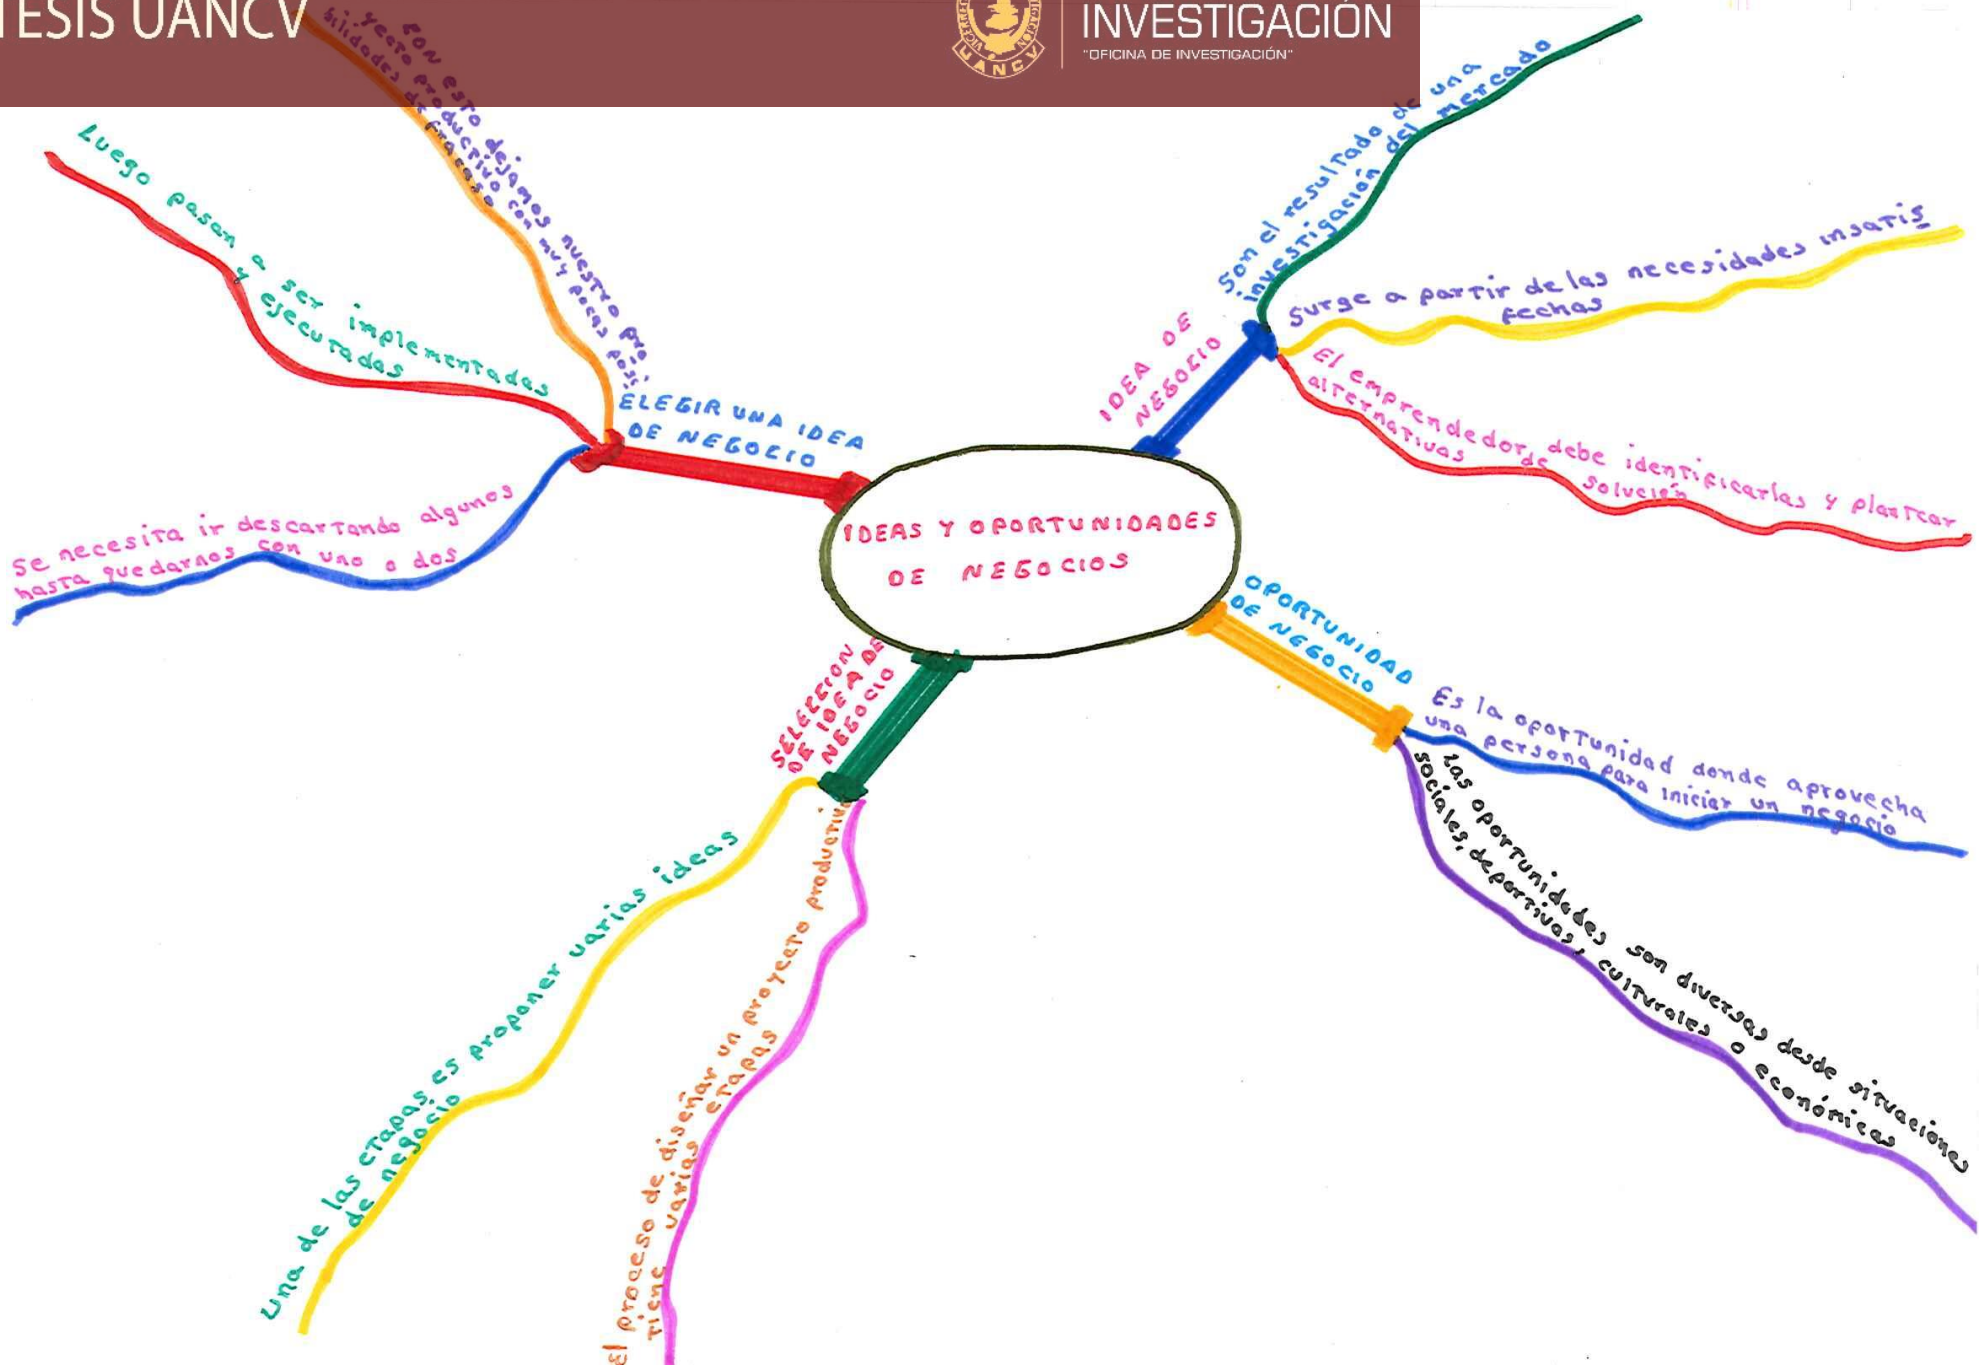 TESIS UANCV
INVESTIGACIÓN
"OFICINA DE INVESTIGACIÓN"
UANCV
IDEAS Y OPORTUNIDADES
DE NEGOCIOS
IDEA DE
NEGOCIO
Son el resultado de una
investigación del mercado
Surge a partir de las necesidades insatis
fechas
El emprendedor debe identificarlas y plantear
alternativas de solución
OPORTUNIDAD
DE NEGOCIO
Es la oportunidad donde aprovecha
una persona para iniciar un negocio
Las oportunidades son diversas desde situaciones
sociales, deportivas, culturales o económicas
SELECCION
DE IDEA DE
NEGOCIO
El proceso de diseñar un proyecto productivo
tiene varias etapas
una de las etapas es proponer varias ideas
de negocio
ELEGIR UNA IDEA
DE NEGOCIO
Se necesita ir descartando algunos
hasta quedarnos con uno o dos
Luego pasan a ser implementadas
y ejecutadas
con esto dejamos nuestro pro
yecto productivo con muy pocas posi
bilidades de fracaso